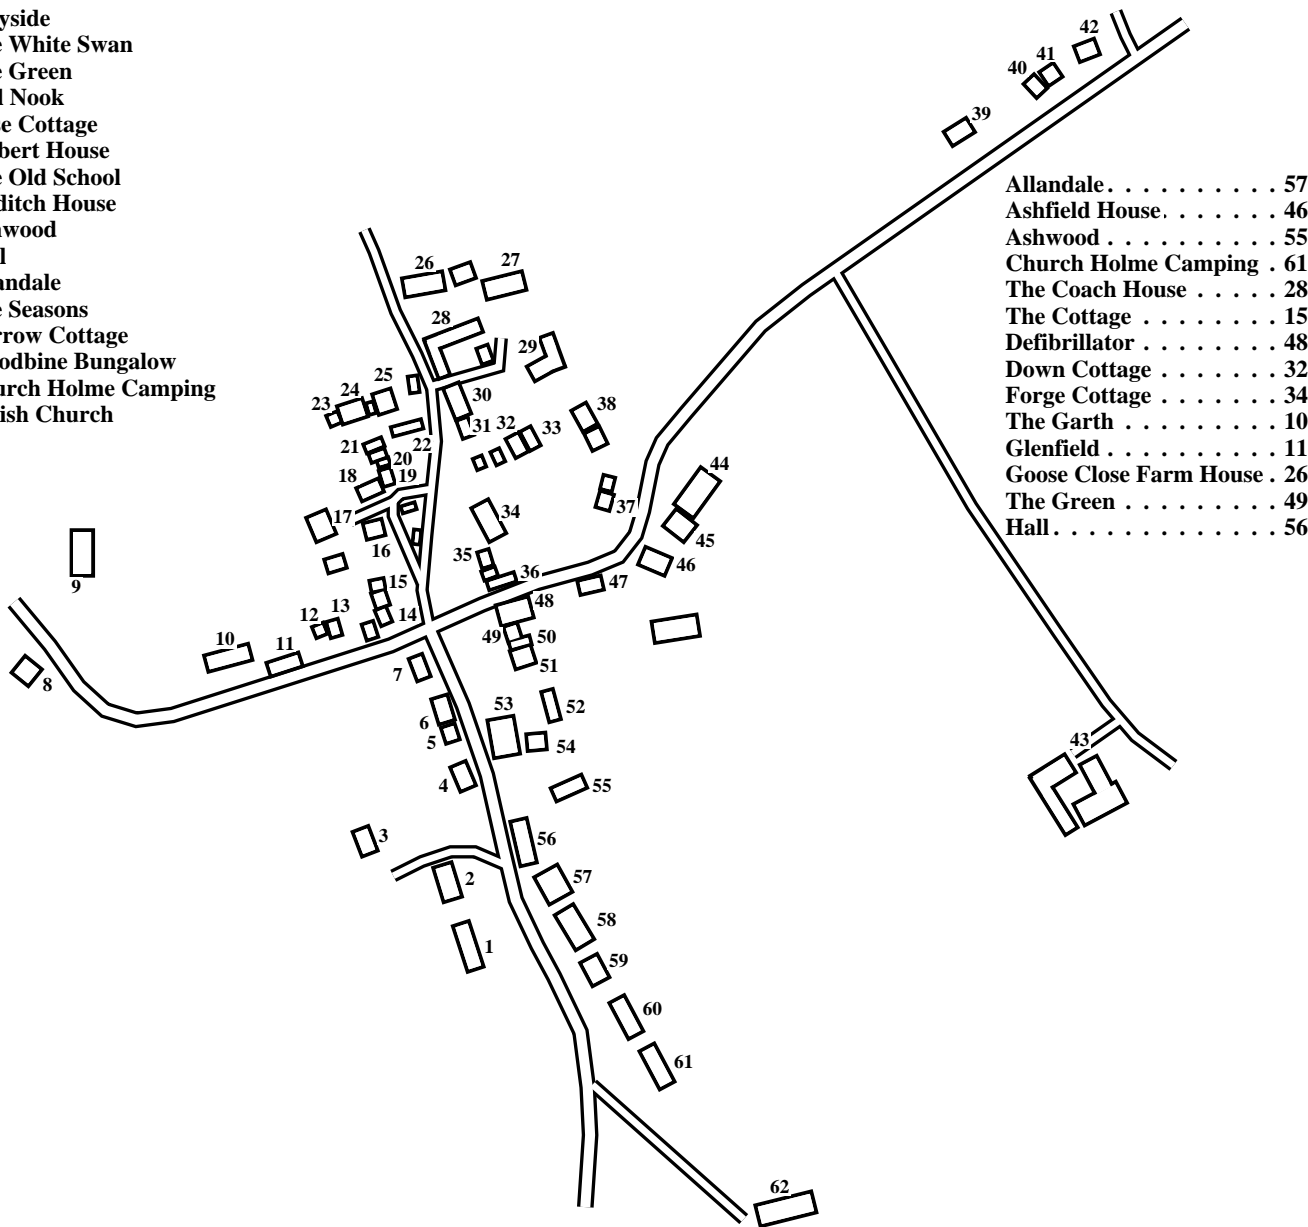 yside
White Swan
Green
Nook
Cottage
bert House
Old School
ditch House
wood
andale
Seasons
rrow Cottage
odbine Bungalow
urch Holme Camping
ish Church
42
41
40
39
Allandale . . . . . . . . . . 57
Ashfield House . . . . . . 46
Ashwood . . . . . . . . . . 55
Church Holme Camping . 61
The Coach House . . . . . 28
The Cottage . . . . . . . . 15
Defibrillator . . . . . . . . 48
Down Cottage . . . . . . . 32
Forge Cottage . . . . . . . 34
The Garth . . . . . . . . . 10
Glenfield . . . . . . . . . . 11
Goose Close Farm House . 26
The Green . . . . . . . . . 49
Hall . . . . . . . . . . . . . 56
26
27
28
29
25
24
23
30
31
32
33
38
22
21
20
19
18
17
16
34
37
44
45
46
35
36
47
48
9
15
14
13
12
11
10
8
7
49
50
51
52
53
54
6
5
4
55
43
3
2
1
56
57
58
59
60
61
62